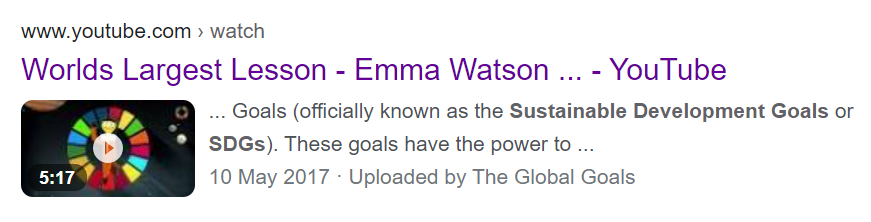 www.youtube.com › watch
Worlds Largest Lesson - Emma Watson ... - YouTube
... Goals (officially known as the Sustainable Development Goals or
SDGs). These goals have the power to ...
5:17
10 May 2017 · Uploaded by The Global Goals